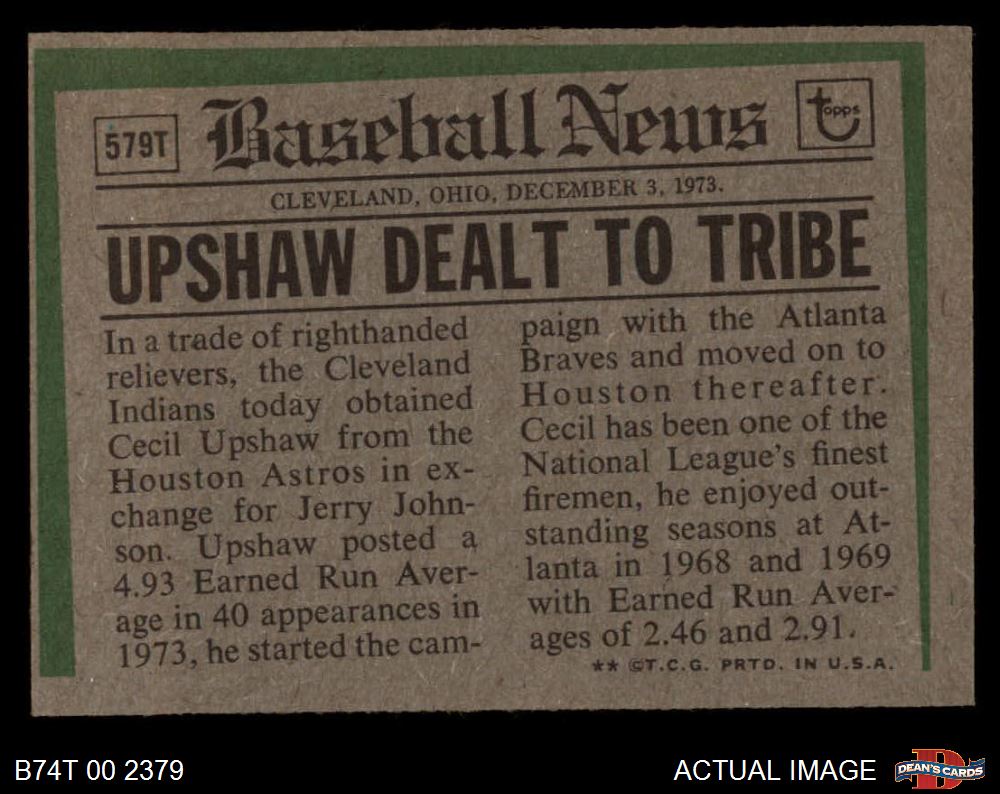 579T
Baseball News
topps
CLEVELAND, OHIO, DECEMBER 3, 1973.
UPSHAW DEALT TO TRIBE
In a trade of righthanded
relievers, the Cleveland
Indians today obtained
Cecil Upshaw from the
Houston Astros in ex-
change for Jerry John-
son. Upshaw posted a
4.93 Earned Run Aver-
age in 40 appearances in
1973, he started the cam-
paign with the Atlanta
Braves and moved on to
Houston thereafter.
Cecil has been one of the
National League's finest
firemen, he enjoyed out-
standing seasons at At-
lanta in 1968 and 1969
with Earned Run Aver-
ages of 2.46 and 2.91.
** ©T.C.G. PRTD. IN U.S.A.
B74T 00 2379
ACTUAL IMAGE
DEAN'S CARDS